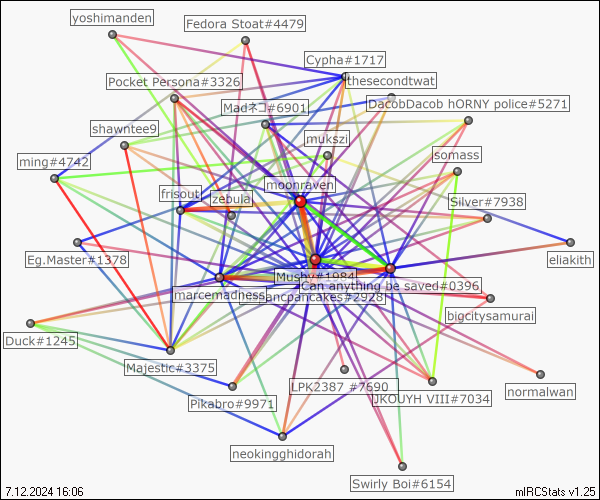 yoshimanden
Fedora Stoat#4479
Cypha#1717
thesecondtwat
Pocket Persona#3326
Madネコ#6901
DacobDacob hORNY police#5271
shawntee9
mukszi
somass
ming#4742
moonraven
frisout
zebula
Silver#7938
Eg.Master#1378
eliakith
Mushy#1984
Can anything be saved#0396
marcemadness
ancpancakes#2928
bigcitysamurai
Duck#1245
Majestic#3375
LPK2387 #7690
normalwan
Pikabro#9971
JKOUYH VIII#7034
neokingghidorah
Swirly Boi#6154
7.12.2024 16:06
mIRCStats v1.25